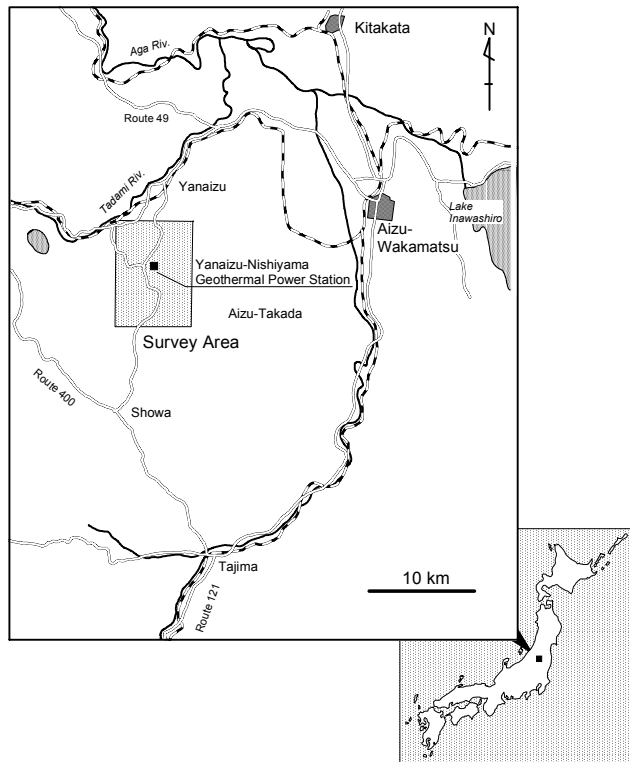 Kitakata
N
Aga Riv.
Route 49
Tadami Riv.
Yanaizu
Lake
Inawashiro
Aizu-
Wakamatsu
Yanaizu-Nishiyama
Geothermal Power Station
Aizu-Takada
Survey Area
Route 400
Showa
Tajima
10 km
Route 121